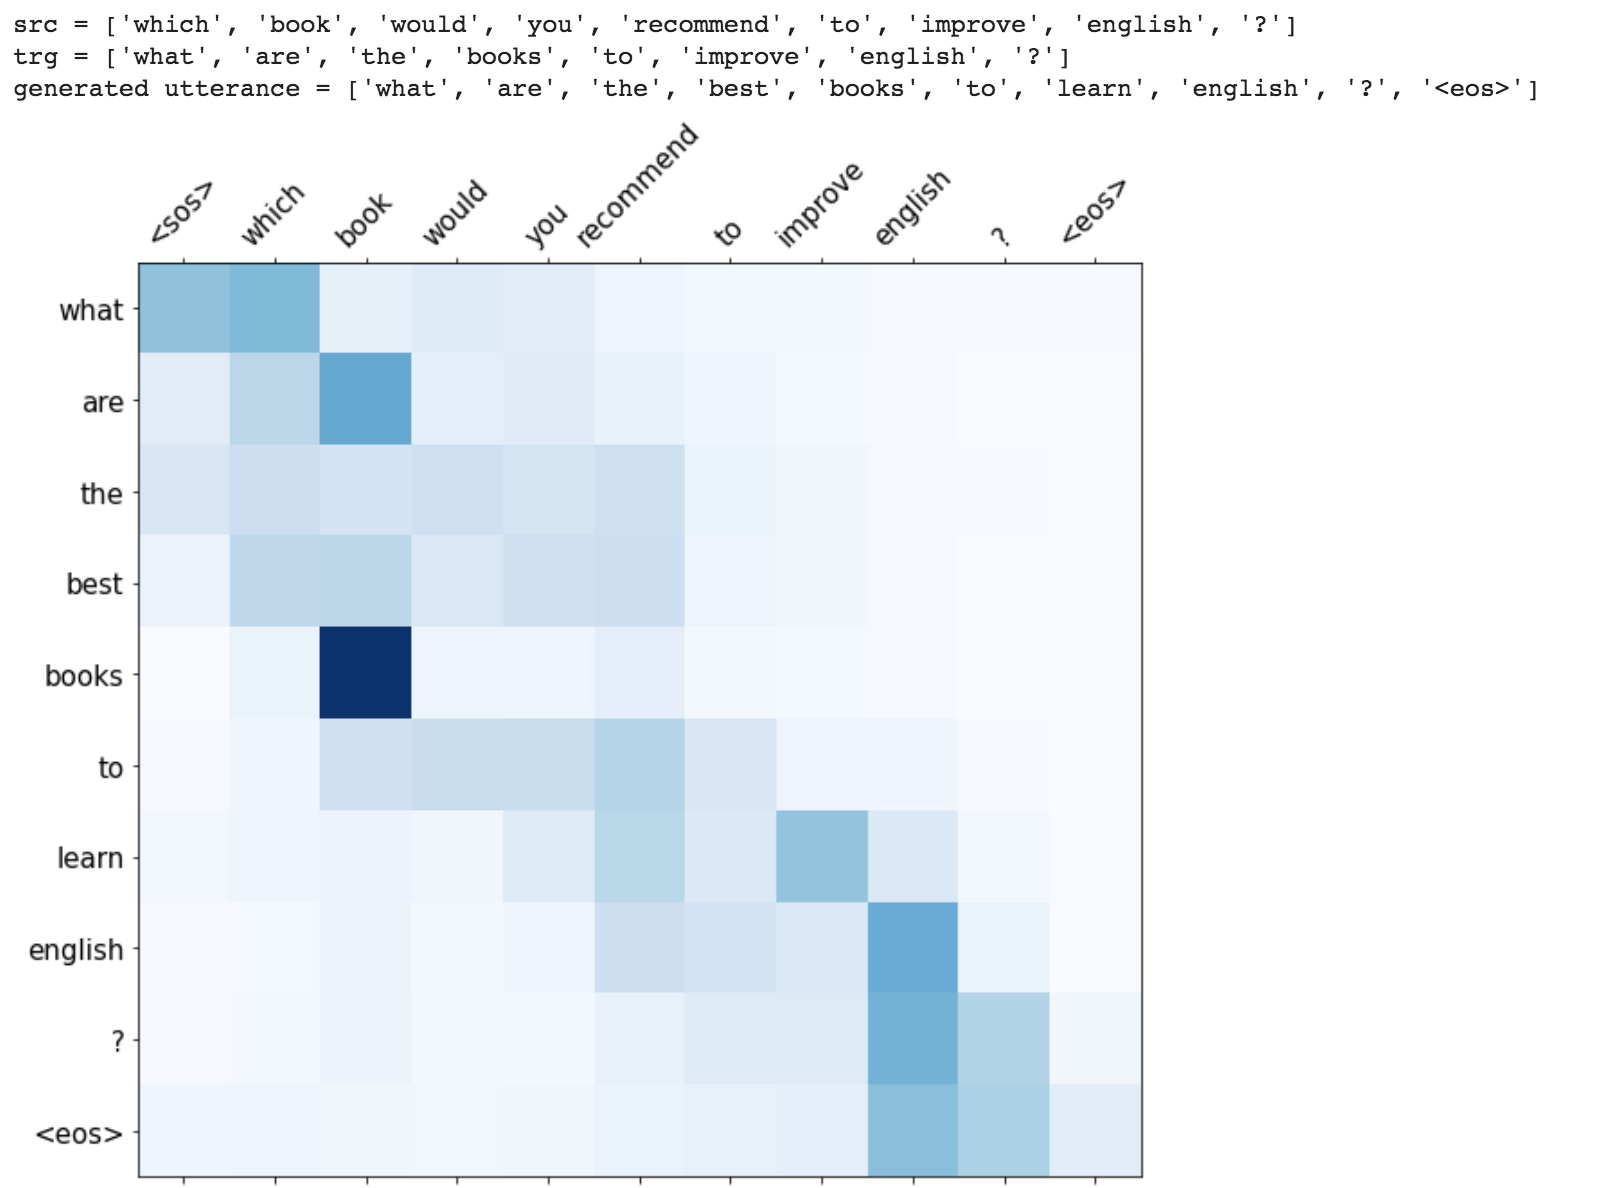 src = ['which', 'book', 'would', 'you', 'recommend', 'to', 'improve', 'english', '?']
trg = ['what', 'are', 'the', 'books', 'to', 'improve', 'english', '?']
generated utterance = ['what', 'are', 'the', 'best', 'books', 'to', 'learn', 'english', '?', '<eos>']
<sos> which book would you recommend to improve english ? <eos>
what
are
the
best
books
to
learn
english
?
<eos>